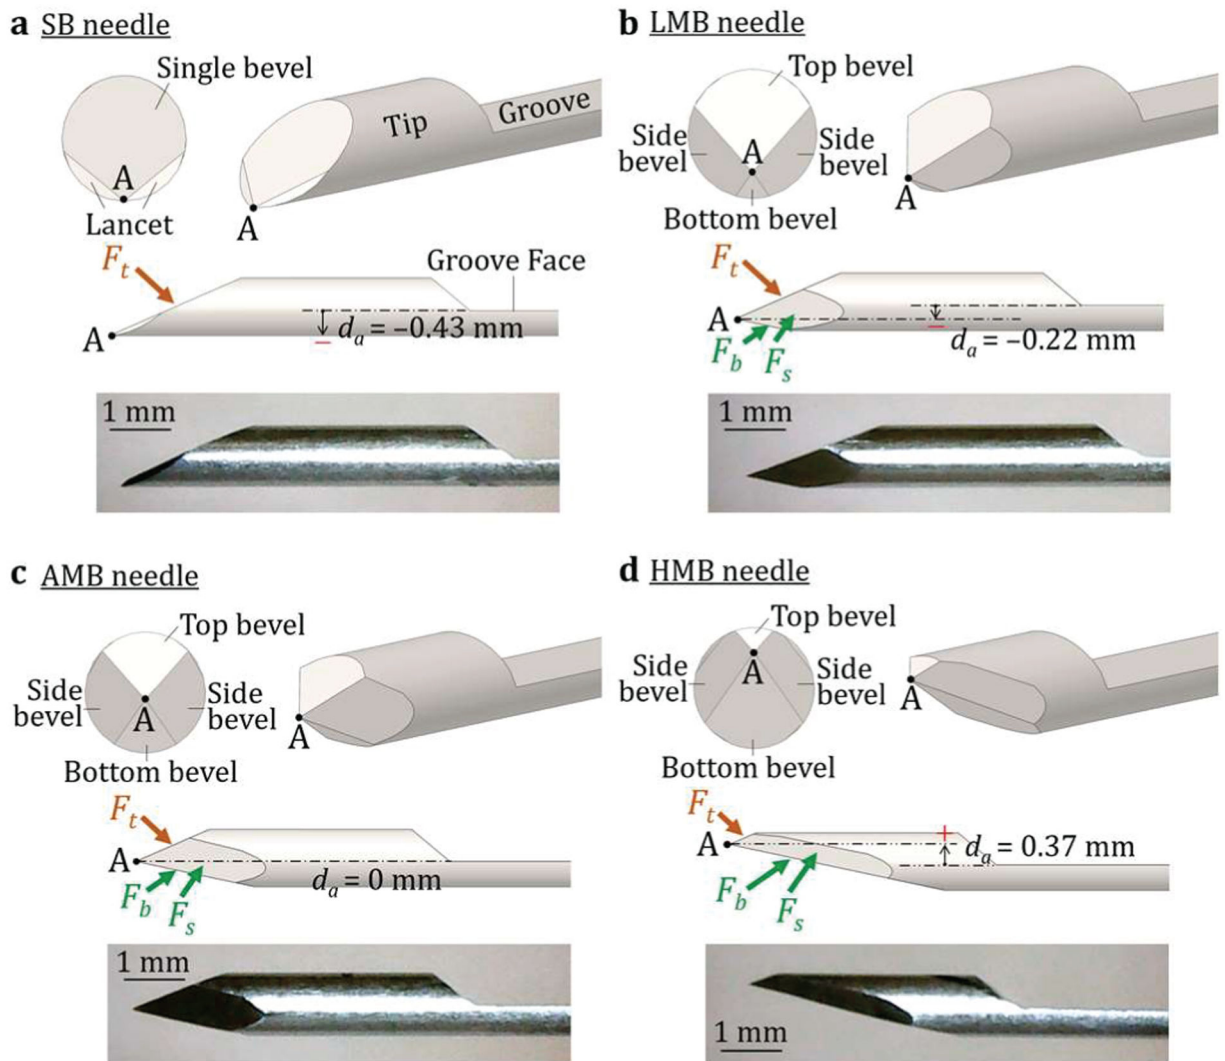 a SB needle
Single bevel
A
Lancet
Tip
Groove
A
F_t
Groove Face
A
d_a = −0.43 mm
−
1 mm
b LMB needle
Top bevel
Side
bevel
A
Side
bevel
Bottom bevel
A
F_t
A
F_b
F_s
−
d_a = −0.22 mm
1 mm
c AMB needle
Top bevel
Side
bevel
A
Side
bevel
Bottom bevel
A
F_t
A
d_a = 0 mm
F_b
F_s
1 mm
d HMB needle
Top bevel
Side
bevel
A
Side
bevel
Bottom bevel
A
F_t
A
+
d_a = 0.37 mm
F_b
F_s
1 mm